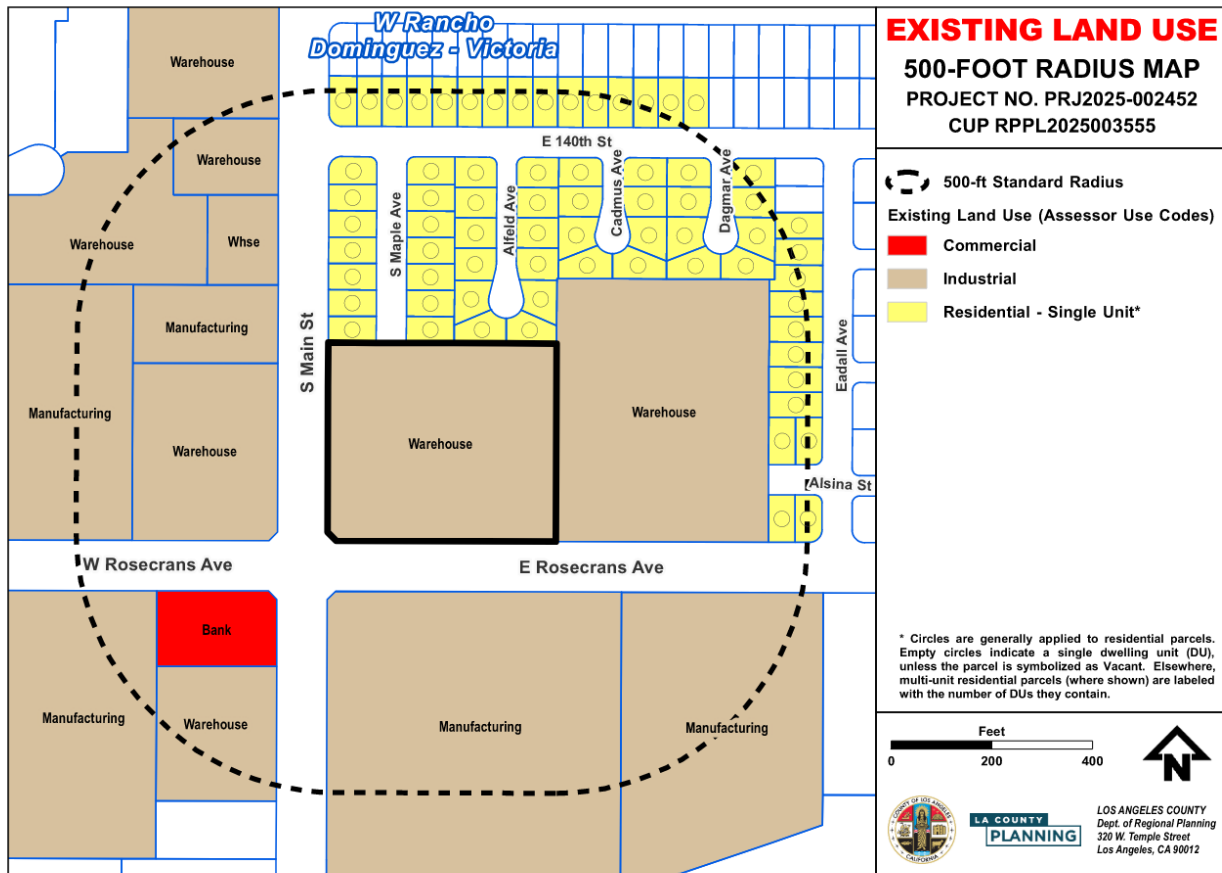 W Rancho
Dominguez - Victoria
Warehouse
E 140th St
Warehouse
S Maple Ave
Alfeld Ave
Cadmus Ave
Dagmar Ave
Warehouse
Whse
Manufacturing
S Main St
Eadall Ave
Manufacturing
Warehouse
Warehouse
Warehouse
Alsina St
W Rosecrans Ave
E Rosecrans Ave
Bank
Manufacturing
Warehouse
Manufacturing
Manufacturing
EXISTING LAND USE
500-FOOT RADIUS MAP
PROJECT NO. PRJ2025-002452
CUP RPPL2025003555
500-ft Standard Radius
Existing Land Use (Assessor Use Codes)
Commercial
Industrial
Residential - Single Unit*
* Circles are generally applied to residential parcels.
Empty circles indicate a single dwelling unit (DU),
unless the parcel is symbolized as Vacant. Elsewhere,
multi-unit residential parcels (where shown) are labeled
with the number of DUs they contain.
Feet
0 200 400
N
COUNTY OF LOS ANGELES
CALIFORNIA
LA COUNTY
PLANNING
LOS ANGELES COUNTY
Dept. of Regional Planning
320 W. Temple Street
Los Angeles, CA 90012